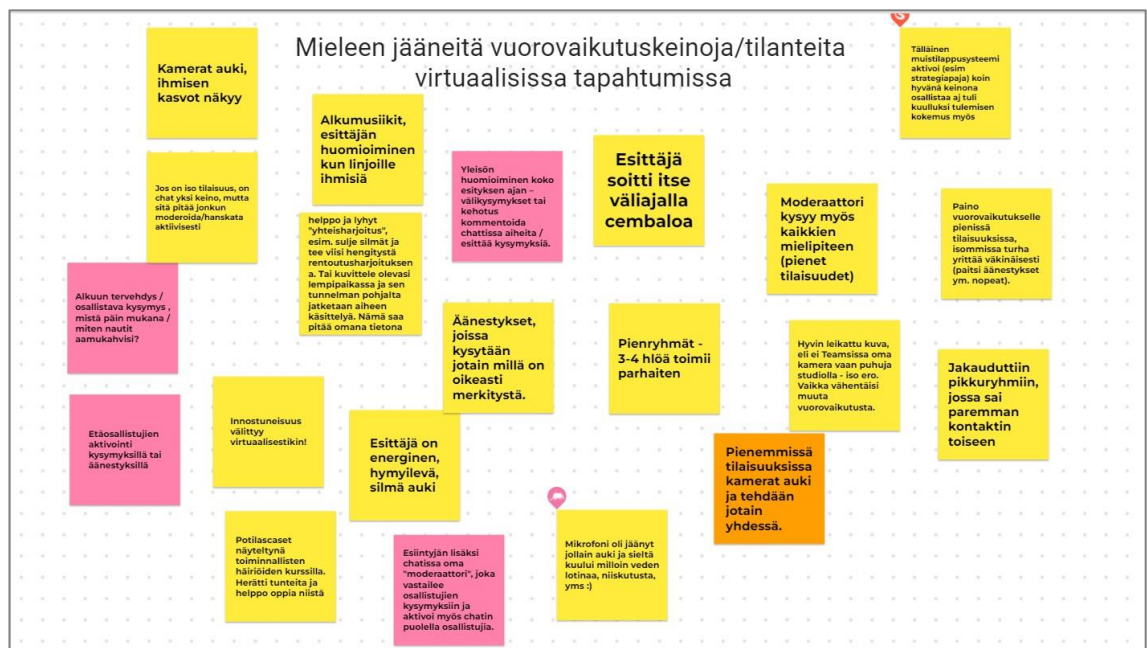 Mieleen jääneitä vuorovaikutuskeinoja/tilanteita
virtuaalisissa tapahtumissa
Kamerat auki,
ihmisen
kasvot näkyy
Tälläinen
muistilappusysteemi
aktivoi (esim
strategiapaja) koin
hyvänä keinona
osallistaa aj tuli
kuulluksi tulemisen
kokemus myös
Alkumusiikit,
esittäjän
huomioiminen
kun linjoille
ihmisiä
Jos on iso tilaisuus, on
chat yksi keino, mutta
sitä pitää jonkun
moderoida/hanskata
aktiivisesti
Yleisön
huomioiminen koko
esityksen ajan –
välikysymykset tai
kehotus
kommentoida
chattissa aiheita /
esittää kysymyksiä.
Esittäjä
soitti itse
väliajalla
cembaloa
Moderaattori
kysyy myös
kaikkien
mielipiteen
(pienet
tilaisuudet)
Paino
vuorovaikutukselle
pienissä
tilaisuuksissa,
isommissa turha
yrittää väkinäisesti
(paitsi äänestykset
ym. nopeat).
helppo ja lyhyt
"yhteisharjoitus",
esim. sulje silmät ja
tee viisi hengitystä
rentoutusharjoituksen
a. Tai kuvittele olevasi
lempipaikassa ja sen
tunnelman pohjalta
jatketaan aiheen
käsittelyä. Nämä saa
pitää omana tietona
Alkuun tervehdys /
osallistava kysymys ,
mistä päin mukana /
miten nautit
aamukahvisi?
Äänestykset,
joissa
kysytään
jotain millä on
oikeasti
merkitystä.
Pienryhmät -
3-4 hlöä toimii
parhaiten
Hyvin leikattu kuva,
eli ei Teamsissa oma
kamera vaan puhuja
studiolla - iso ero.
Vaikka vähentäisi
muuta
vuorovaikutusta.
Jakauduttiin
pikkuryhmiin,
jossa sai
paremman
kontaktin
toiseen
Etäosallistujien
aktivointi
kysymyksillä tai
äänestyksillä
Innostuneisuus
välittyy
virtuaalisestikin!
Esittäjä on
energinen,
hymyilevä,
silmä auki
Pienemmissä
tilaisuuksissa
kamerat auki
ja tehdään
jotain
yhdessä.
Potilascaset
näyteltynä
toiminnallisten
häiriöiden kurssilla.
Herätti tunteita ja
helppo oppia niistä
Esiintyjän lisäksi
chatissa oma
"moderaattori", joka
vastailee
osallistujien
kysymyksiin ja
aktivoi myös chatin
puolella osallistujia.
Mikrofoni oli jäänyt
jollain auki ja sieltä
kuului milloin veden
lotinaa, niiskutusta,
yms :)